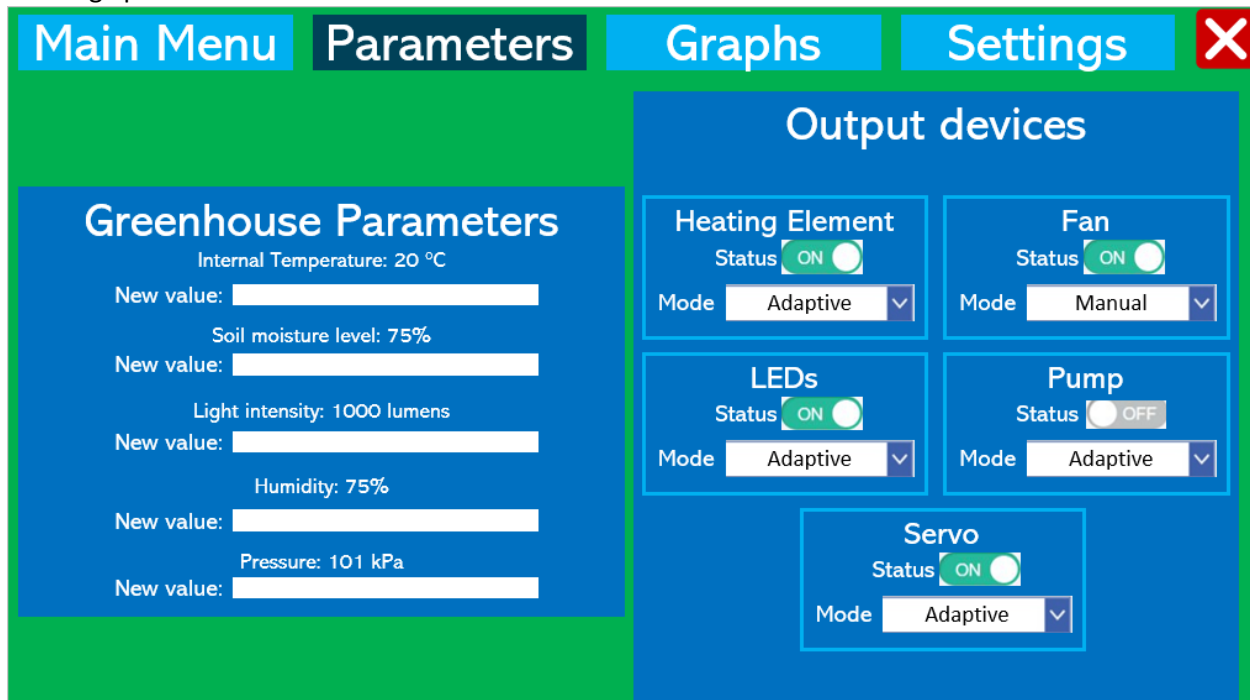 Main Menu
Parameters
Graphs
Settings
Greenhouse Parameters
Internal Temperature: 20 °C
New value:
Soil moisture level: 75%
New value:
Light intensity: 1000 lumens
New value:
Humidity: 75%
New value:
Pressure: 101 kPa
New value:
Output devices
Heating Element
Status ON
Mode Adaptive
Fan
Status ON
Mode Manual
LEDs
Status ON
Mode Adaptive
Pump
Status OFF
Mode Adaptive
Servo
Status ON
Mode Adaptive